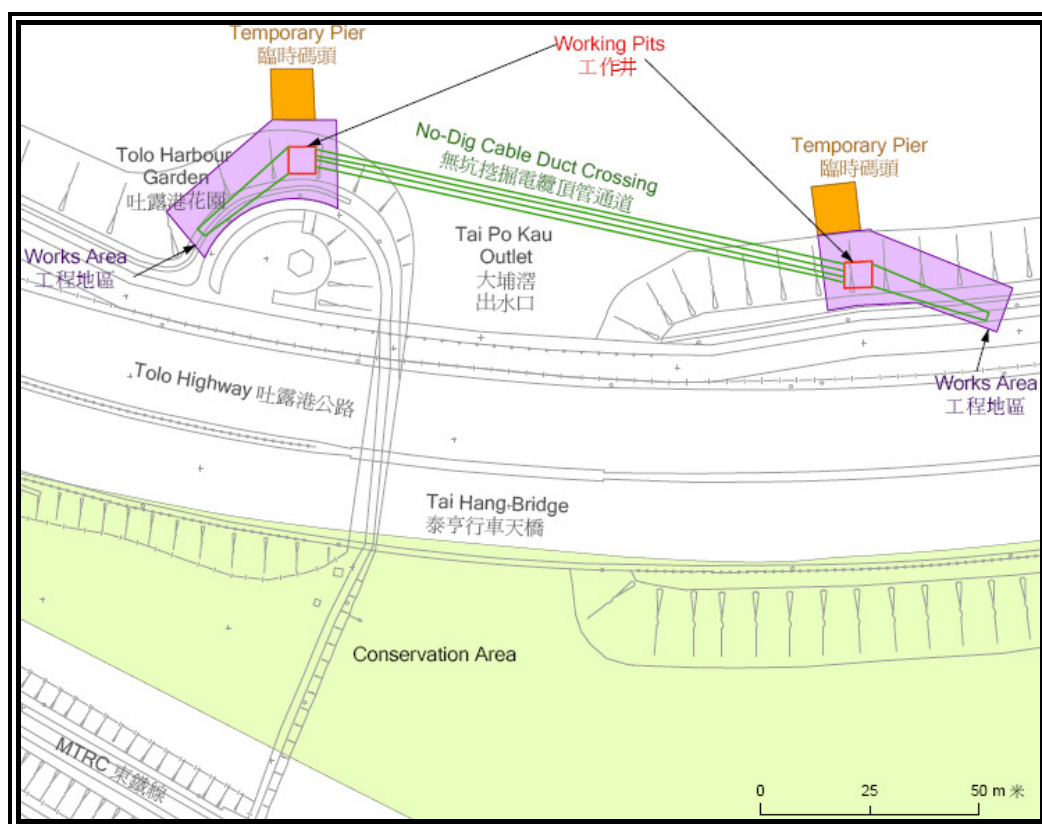 Temporary Pier
臨時碼頭
Working Pits
工作井
No-Dig Cable Duct Crossing
無坑挖掘電纜頂管通道
Temporary Pier
臨時碼頭
Tolo Harbour
Garden
吐露港花園
Tai Po Kau
Outlet
大埔滘
出水口
Works Area
工程地區
Tolo Highway 吐露港公路
Works Area
工程地區
Tai Hang Bridge
泰亨行車天橋
Conservation Area
MTRC 東鐵線
0 25 50 m 米